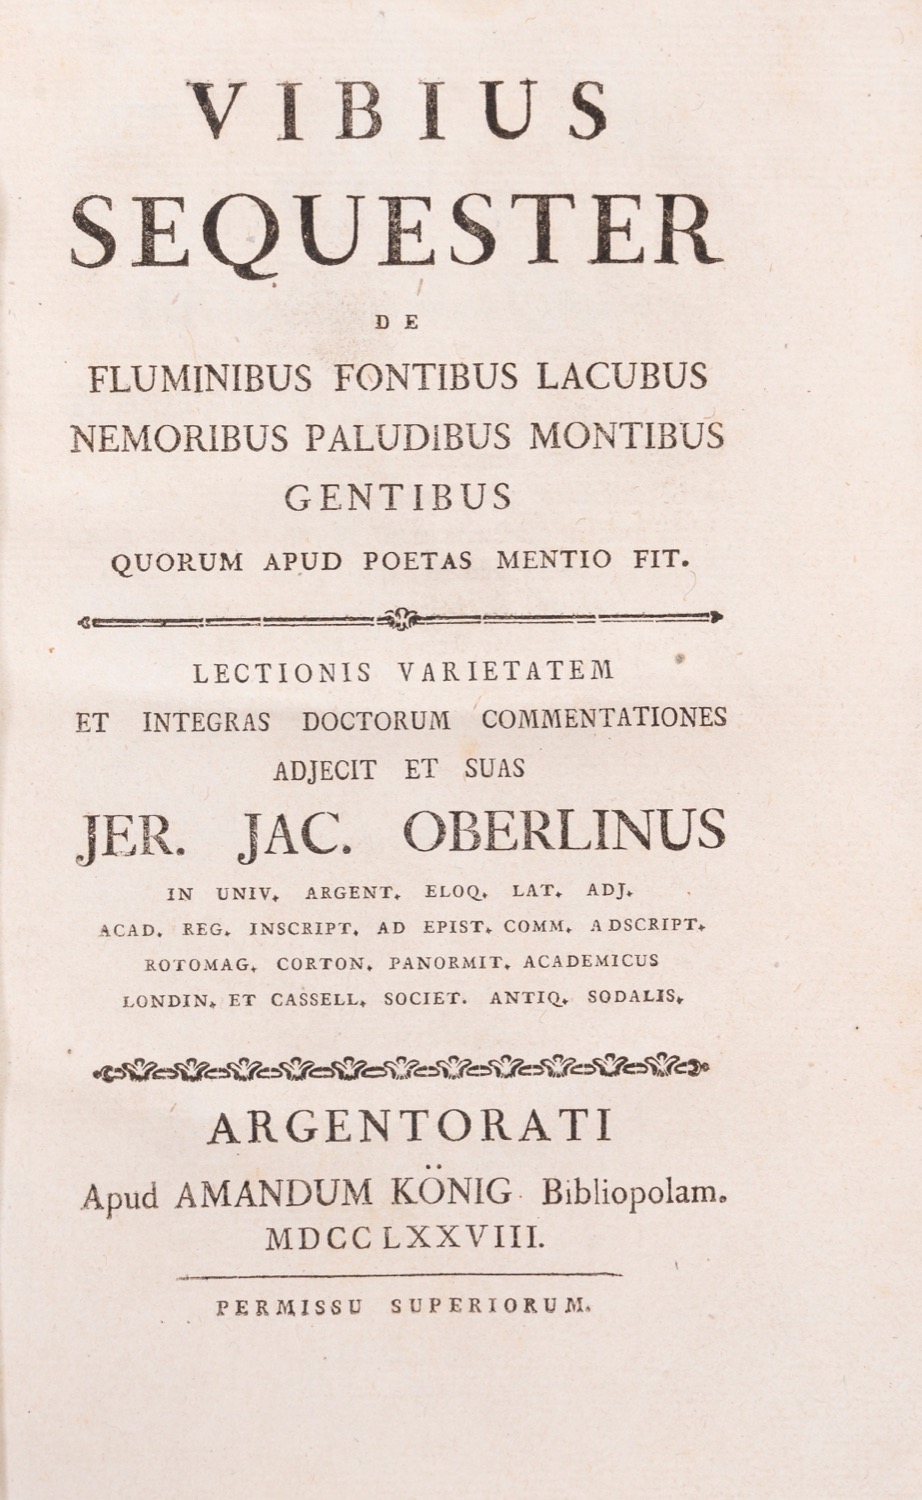 VIBIUS
SEQUESTER
DE
FLUMINIBUS FONTIBUS LACUBUS
NEMORIBUS PALUDIBUS MONTIBUS
GENTIBUS
QUORUM APUD POETAS MENTIO FIT.
LECTIONIS VARIETATEM
ET INTEGRAS DOCTORUM COMMENTATIONES
ADJECIT ET SUAS
JER. JAC. OBERLINUS
IN UNIV. ARGENT. ELOQ. LAT. ADJ.
ACAD. REG. INSCRIPT. AD EPIST. COMM. ADSCRIPT.
ROTOMAG. CORTON. PANORMIT. ACADEMICUS
LONDIN. ET CASSELL. SOCIET. ANTIQ. SODALIS.
ARGENTORATI
Apud AMANDUM KÖNIG Bibliopolam.
MDCCLXXVIII.
PERMISSU SUPERIORUM.